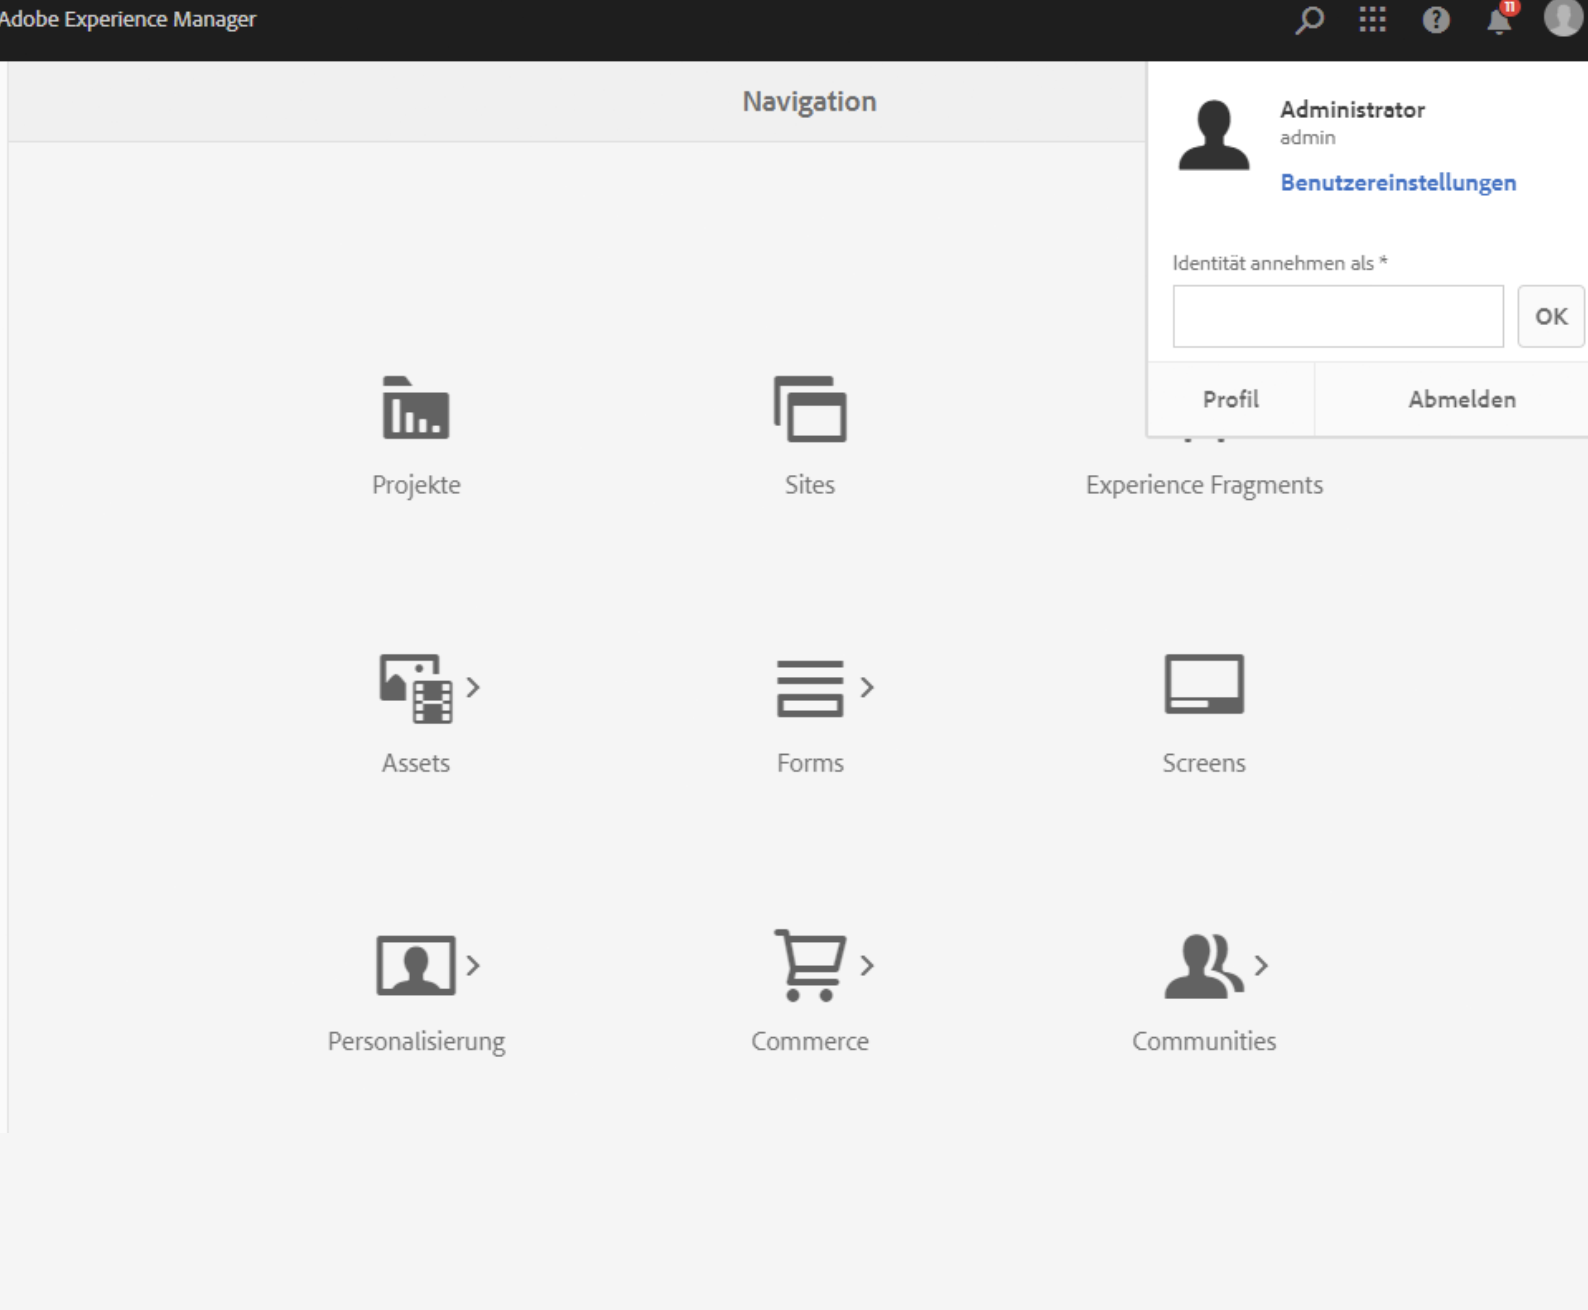 Adobe Experience Manager
11
Navigation
Administrator
admin
Benutzereinstellungen
Identität annehmen als *
OK
Profil
Abmelden
Projekte
Sites
Experience Fragments
Assets
Forms
Screens
Personalisierung
Commerce
Communities